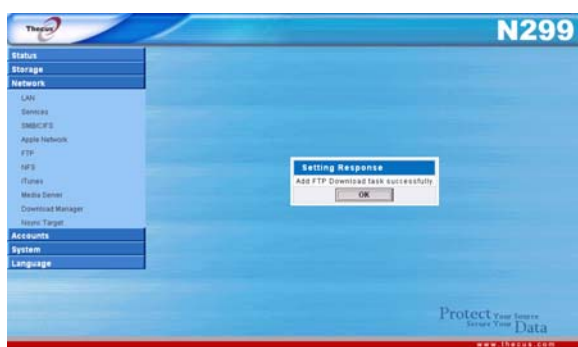 Thecus
N299
Status
Storage
Network
LAN
Services
SMB/CIFS
Apple Network
FTP
NFS
iTunes
Media Server
Download Manager
Nsync Target
Accounts
System
Language
Setting Response
Add FTP Download task successfully
OK
Protect Your Source
Secure Your Data
www.thecus.com